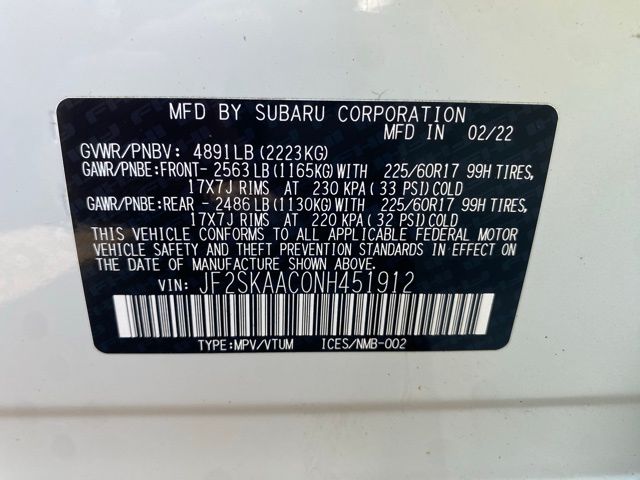 MFD BY SUBARU CORPORATION
MFD IN 02/22
GVWR/PNBV: 4891LB(2223KG)
GAWR/PNBE:FRONT- 2563LB(1165KG)WITH 225/60R17 99H TIRES,
17X7J RIMS AT 230 KPA( 33 PSI)COLD
GAWR/PNBE:REAR - 2486LB(1130KG)WITH 225/60R17 99H TIRES,
17X7J RIMS AT 220 KPA( 32 PSI)COLD
THIS VEHICLE CONFORMS TO ALL APPLICABLE FEDERAL MOTOR
VEHICLE SAFETY AND THEFT PREVENTION STANDARDS IN EFFECT ON
THE DATE OF MANUFACTURE SHOWN ABOVE.
VIN: JF2SKAAC0NH451912
TYPE:MPV/VTUM ICES/NMB-002